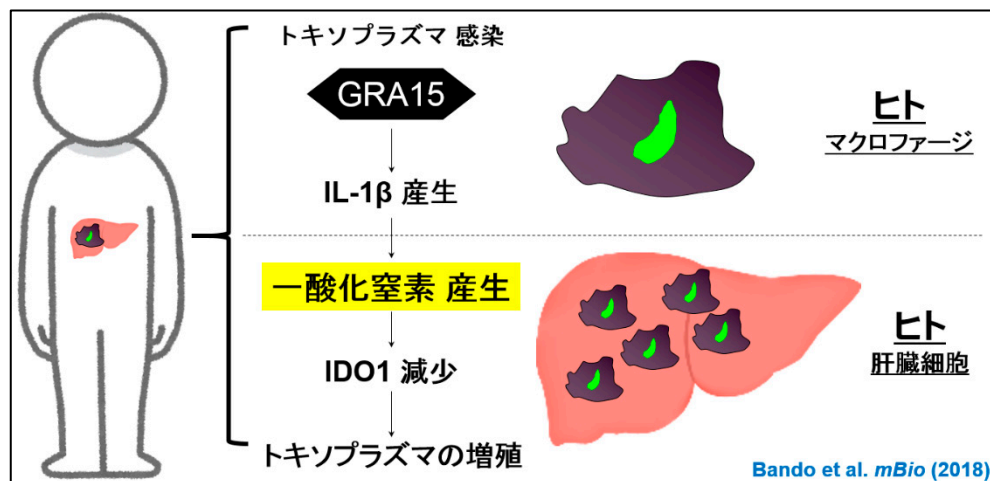 トキソプラズマ 感染
GRA15
IL-1β 産生
一酸化窒素 産生
IDO1 減少
トキソプラズマの増殖
ヒト
マクロファージ
ヒト
肝臓細胞
Bando et al. mBio (2018)